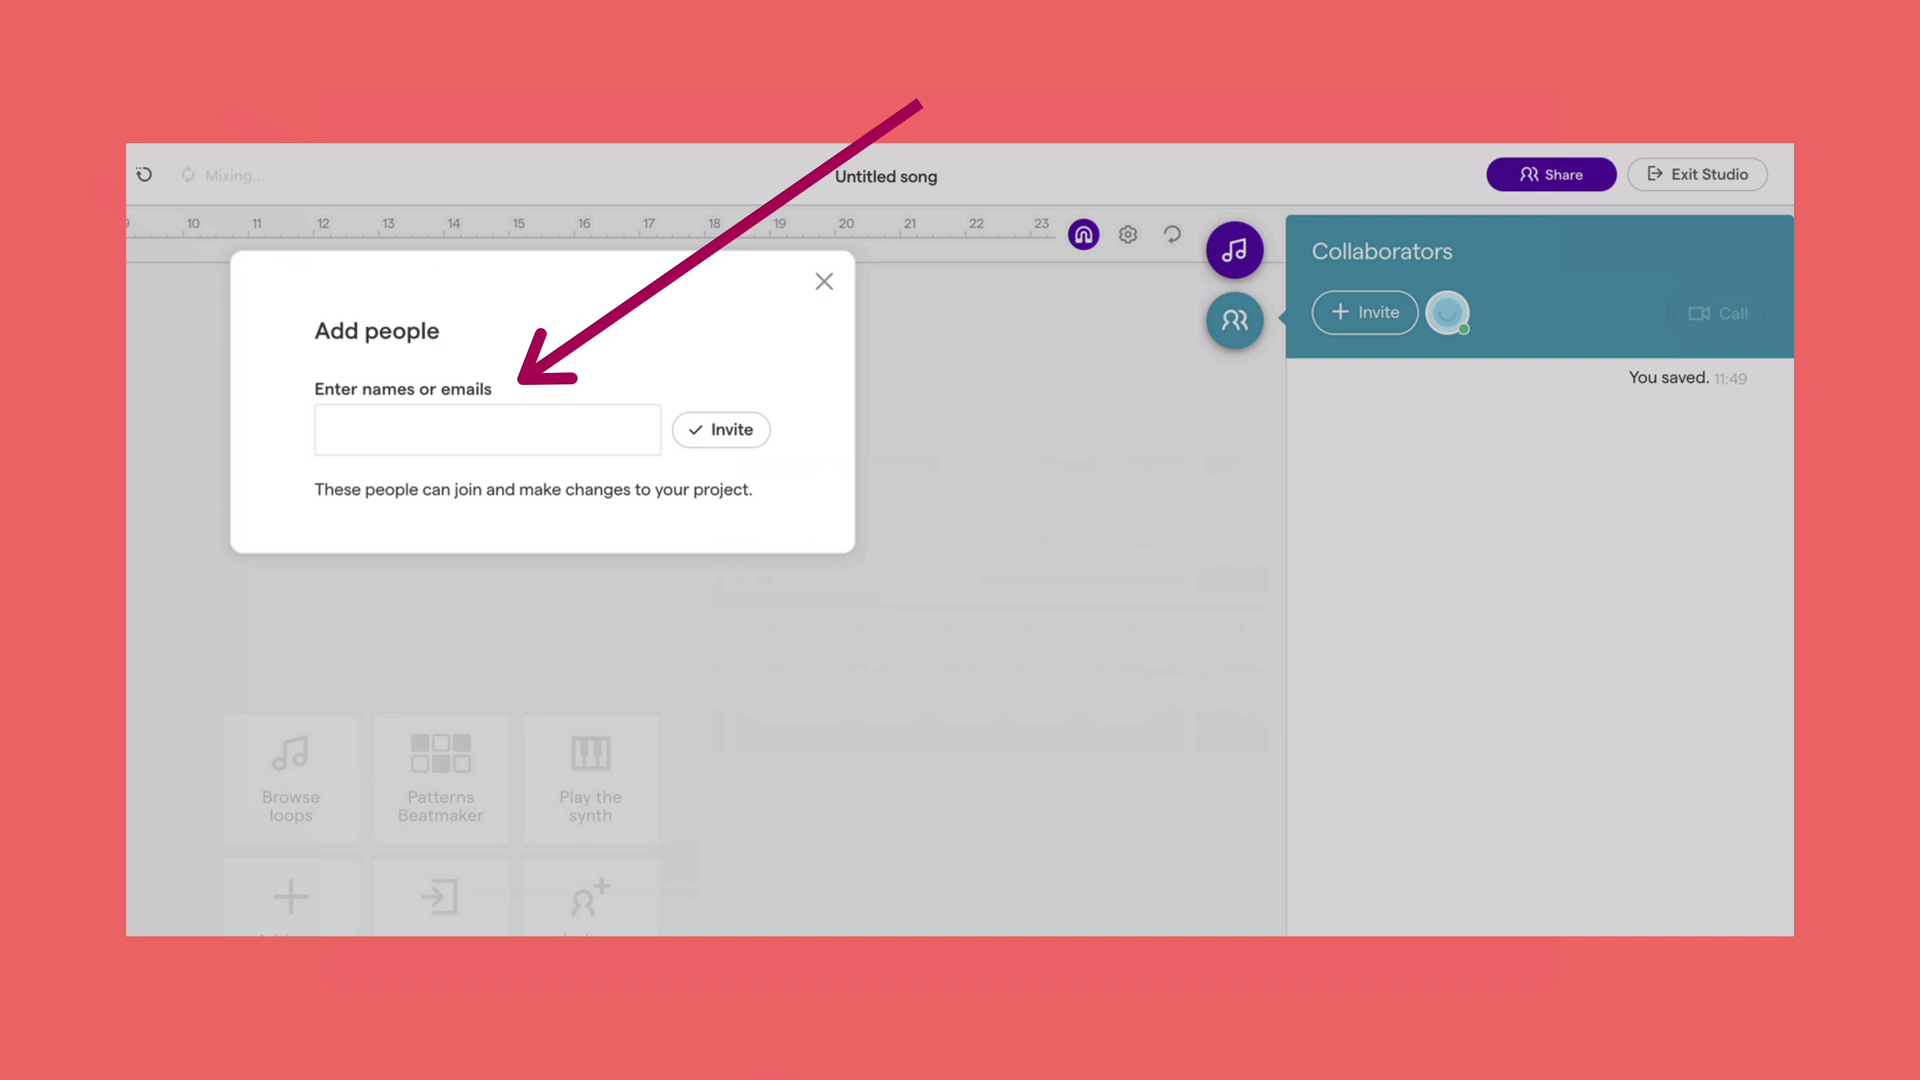 Mixing...
Untitled song
Share
Exit Studio
9 10 11 12 13 14 15 16 17 18 19 20 21 22 23
Collaborators
Invite
Call
You saved. 11:49
Add people
Enter names or emails
Invite
These people can join and make changes to your project.
Browse
loops
Patterns
Beatmaker
Play the
synth